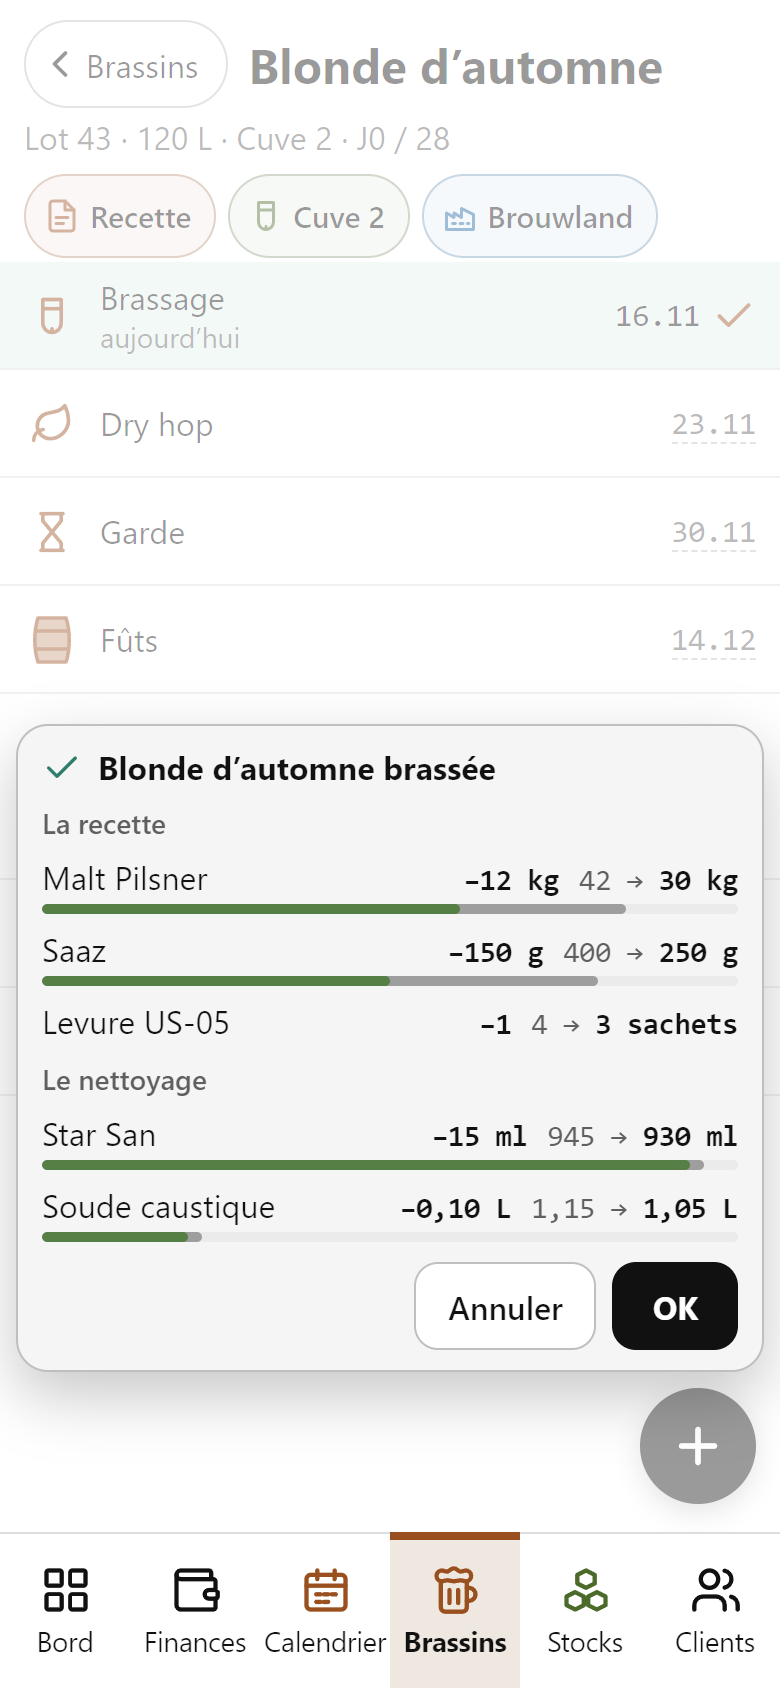 Brassins
Blonde d’automne
Lot 43 · 120 L · Cuve 2 · J0 / 28
Recette
Cuve 2
Brouwland
Brassage
16.11
aujourd’hui
Dry hop
23.11
Garde
30.11
Fûts
14.12
Blonde d’automne brassée
La recette
Malt Pilsner −12 kg 42 → 30 kg
Saaz −150 g 400 → 250 g
Levure US-05 −1 4 → 3 sachets
Le nettoyage
Star San −15 ml 945 → 930 ml
Soude caustique −0,10 L 1,15 → 1,05 L
Annuler
OK
Bord
Finances
Calendrier
Brassins
Stocks
Clients